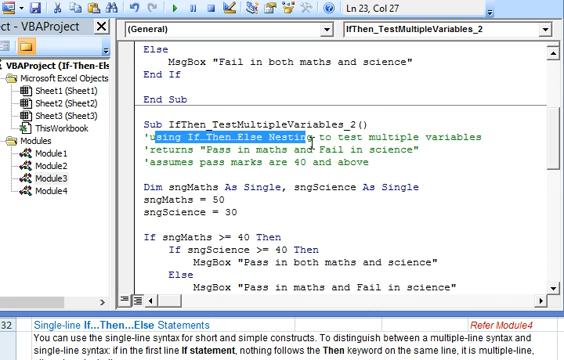 Ln 23, Col 27
ct - VBAProject
(General)
IfThen_TestMultipleVariables_2
VBAProject (If-Then-Els
Microsoft Excel Objects
Sheet1 (Sheet1)
Sheet2 (Sheet2)
Sheet3 (Sheet3)
ThisWorkbook
Modules
Module1
Module2
Module3
Module4
Else
MsgBox "Fail in both maths and science"
End If
End Sub
Sub IfThen_TestMultipleVariables_2()
'using If…Then…Else Nesting to test multiple variables
'returns "Pass in maths and Fail in science"
'assumes pass marks are 40 and above
Dim sngMaths As Single, sngScience As Single
sngMaths = 50
sngScience = 30
If sngMaths >= 40 Then
If sngScience >= 40 Then
MsgBox "Pass in both maths and science"
Else
MsgBox "Pass in maths and Fail in science"
32
Single-line If…Then…Else Statements
Refer Module4
You can use the single-line syntax for short and simple constructs. To distinguish between a multiple-line syntax and
single-line syntax: if in the first line If statement, nothing follows the Then keyword on the same line, it is multiple-line,